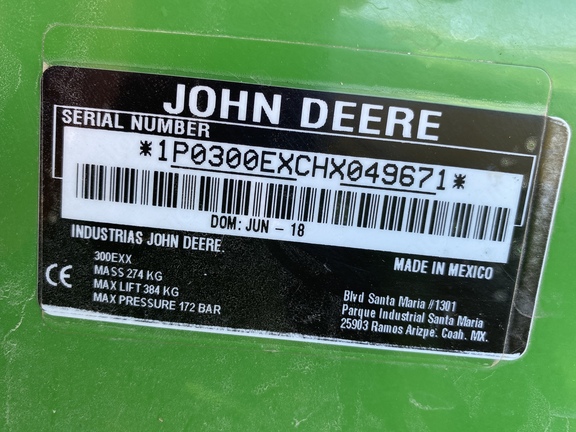 JOHN DEERE
SERIAL NUMBER
*1P0300EXCHX049671*
DOM: JUN - 18
INDUSTRIAS JOHN DEERE.
MADE IN MEXICO
300EXX
MASS 274 KG
MAX LIFT 384 KG
MAX PRESSURE 172 BAR
CE
Blvd Santa Maria #1301
Parque Industrial Santa Maria
25903 Ramos Arizpe. Coah. MX.